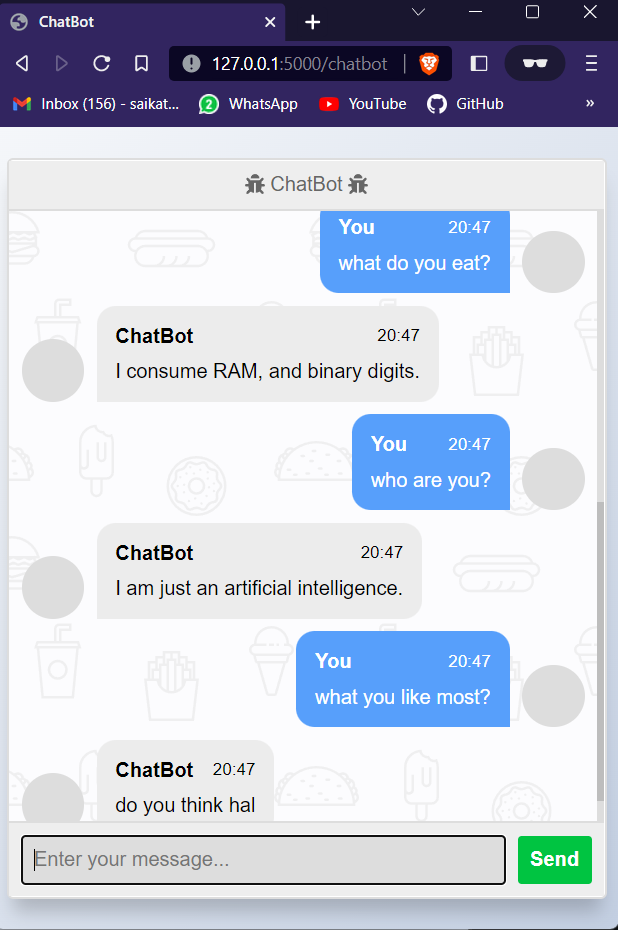 ChatBot
127.0.0.1:5000/chatbot
Inbox (156) - saikat...
2
WhatsApp
YouTube
GitHub
»
ChatBot
You 20:47
what do you eat?
ChatBot 20:47
I consume RAM, and binary digits.
You 20:47
who are you?
ChatBot 20:47
I am just an artificial intelligence.
You 20:47
what you like most?
ChatBot 20:47
do you think hal
Enter your message...
Send